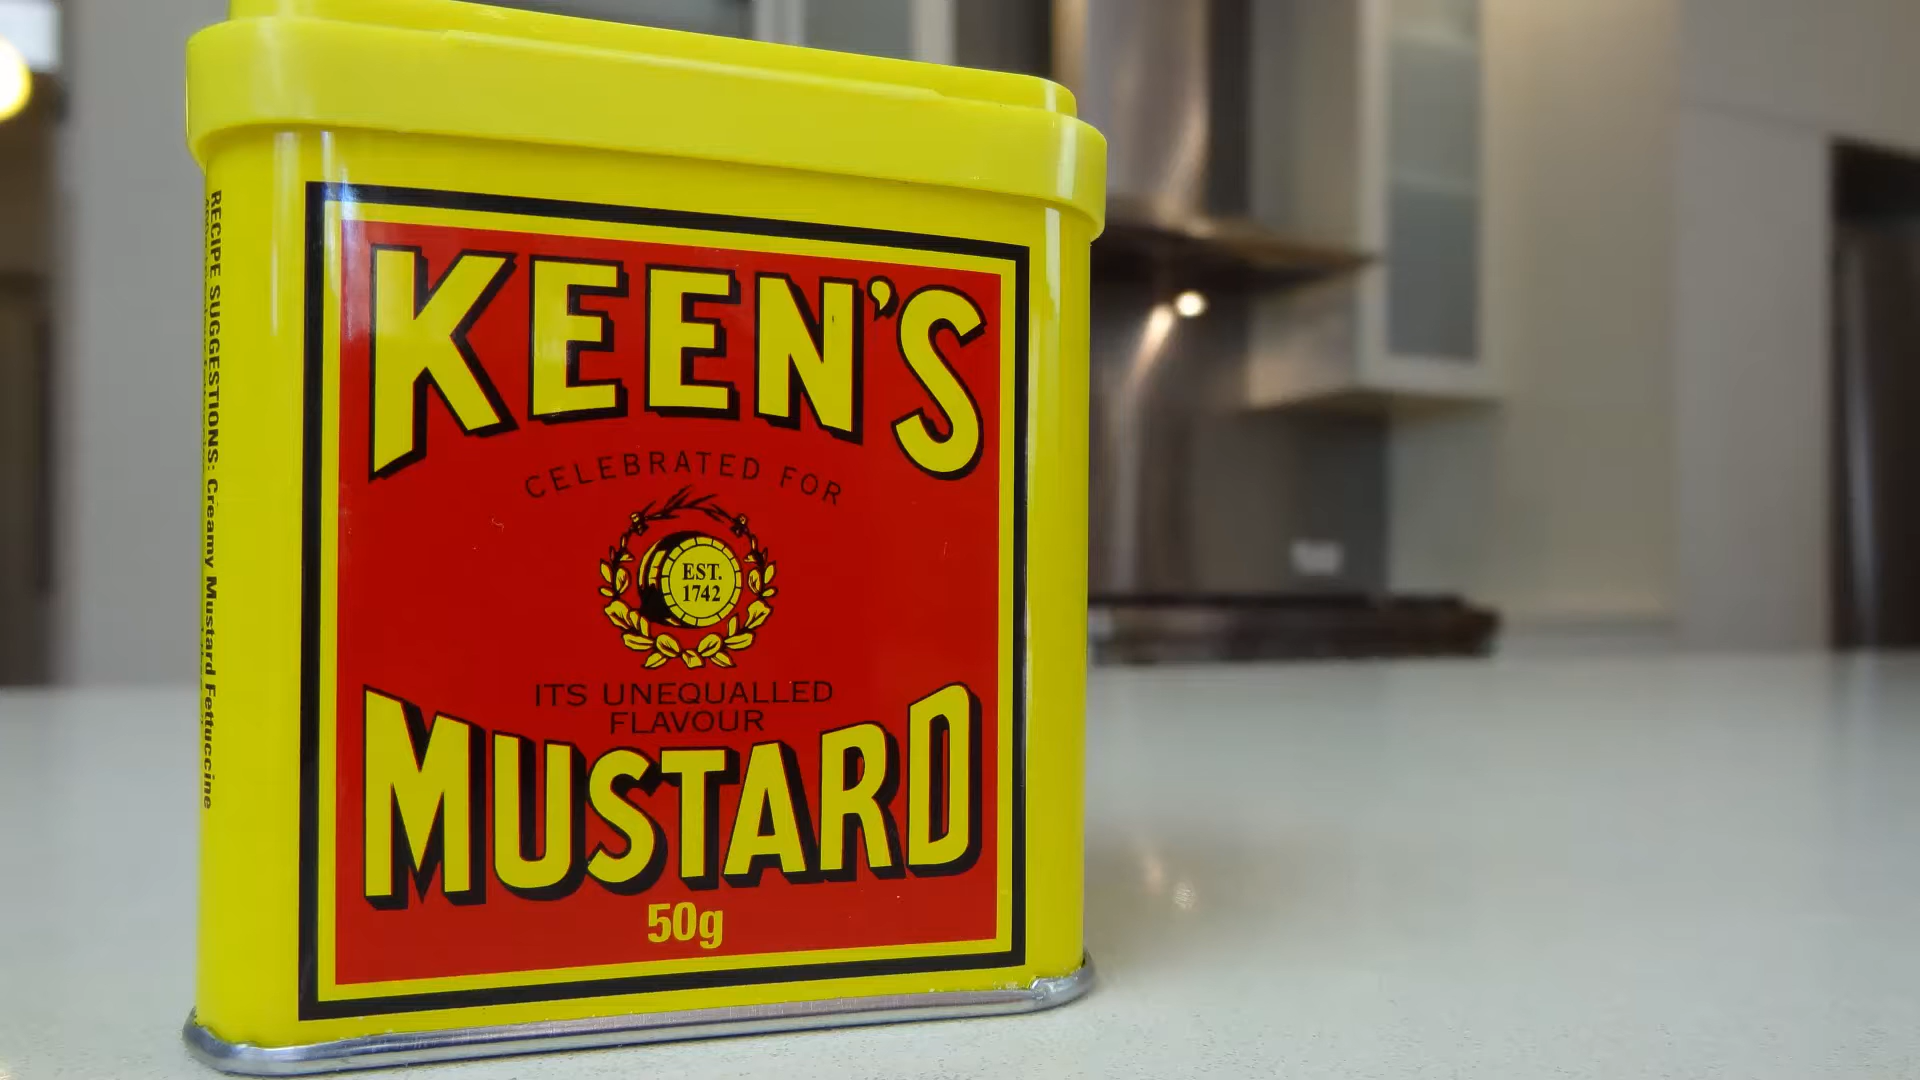 KEEN'S
CELEBRATED FOR
EST.
1742
ITS UNEQUALLED
FLAVOUR
MUSTARD
50g
RECIPE SUGGESTIONS: Creamy Mustard Fettuccine